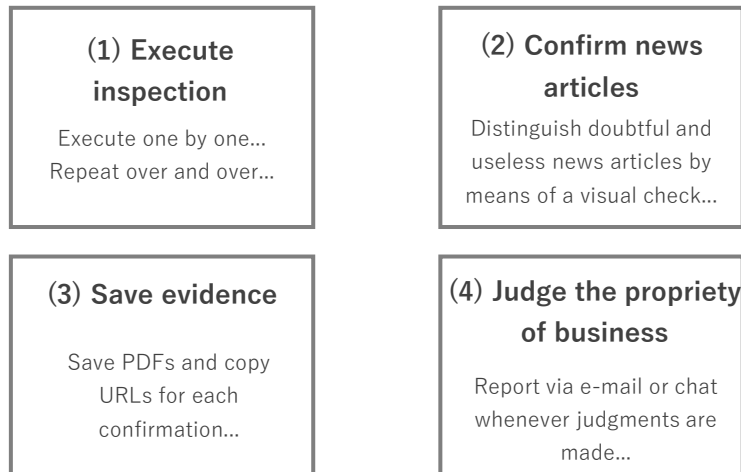 (1) Execute
inspection
Execute one by one...
Repeat over and over...
(2) Confirm news
articles
Distinguish doubtful and
useless news articles by
means of a visual check...
(3) Save evidence
Save PDFs and copy
URLs for each
confirmation...
(4) Judge the propriety
of business
Report via e-mail or chat
whenever judgments are
made...